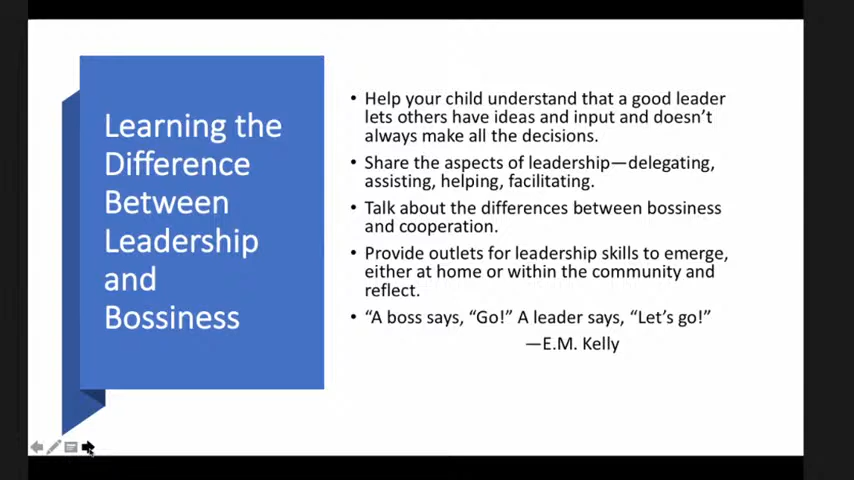 Learning the
Difference
Between
Leadership
and
Bossiness
• Help your child understand that a good leader
lets others have ideas and input and doesn’t
always make all the decisions.
• Share the aspects of leadership—delegating,
assisting, helping, facilitating.
• Talk about the differences between bossiness
and cooperation.
• Provide outlets for leadership skills to emerge,
either at home or within the community and
reflect.
• “A boss says, “Go!” A leader says, “Let’s go!”
—E.M. Kelly